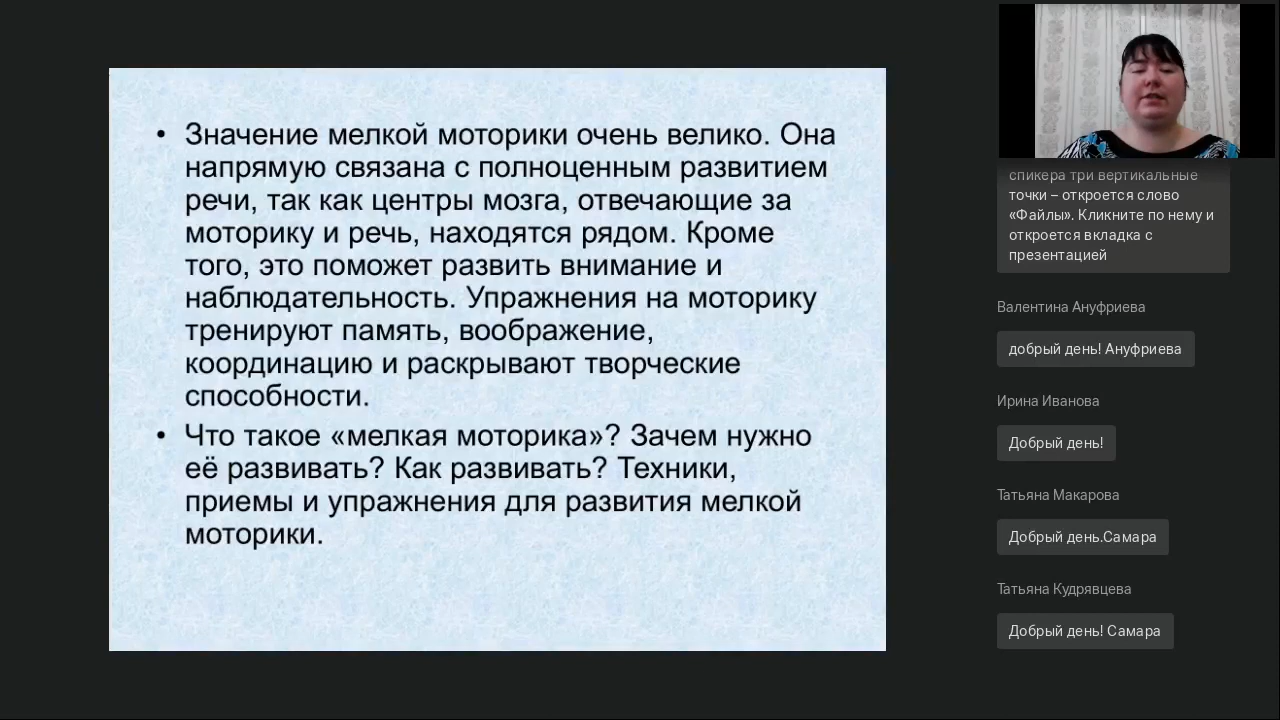 • Значение мелкой моторики очень велико. Она
напрямую связана с полноценным развитием
речи, так как центры мозга, отвечающие за
моторику и речь, находятся рядом. Кроме
того, это поможет развить внимание и
наблюдательность. Упражнения на моторику
тренируют память, воображение,
координацию и раскрывают творческие
способности.
• Что такое «мелкая моторика»? Зачем нужно
её развивать? Как развивать? Техники,
приемы и упражнения для развития мелкой
моторики.
спикера три вертикальные
точки – откроется слово
«Файлы». Кликните по нему и
откроется вкладка с
презентацией
Валентина Ануфриева
добрый день! Ануфриева
Ирина Иванова
Добрый день!
Татьяна Макарова
Добрый день.Самара
Татьяна Кудрявцева
Добрый день! Самара